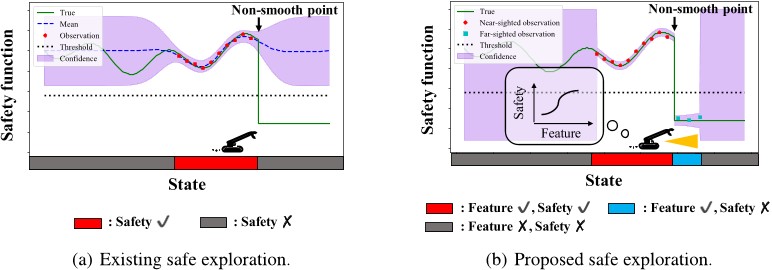 Non-smooth point
True
Mean
Observation
Threshold
Confidence
Safety function
State
: Safety ✓
: Safety ✗
(a) Existing safe exploration.
Non-smooth point
True
Near-sighted observation
Far-sighted observation
Threshold
Confidence
Safety function
Safety
Feature
State
: Feature ✓, Safety ✓
: Feature ✓, Safety ✗
: Feature ✗, Safety ✗
(b) Proposed safe exploration.